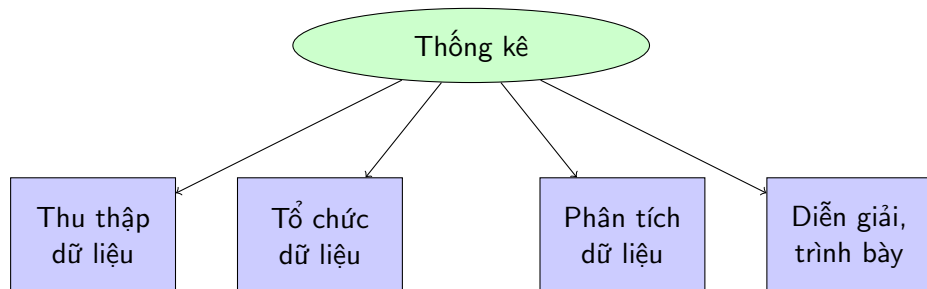 Thống kê
Thu thập
dữ liệu
Tổ chức
dữ liệu
Phân tích
dữ liệu
Diễn giải,
trình bày